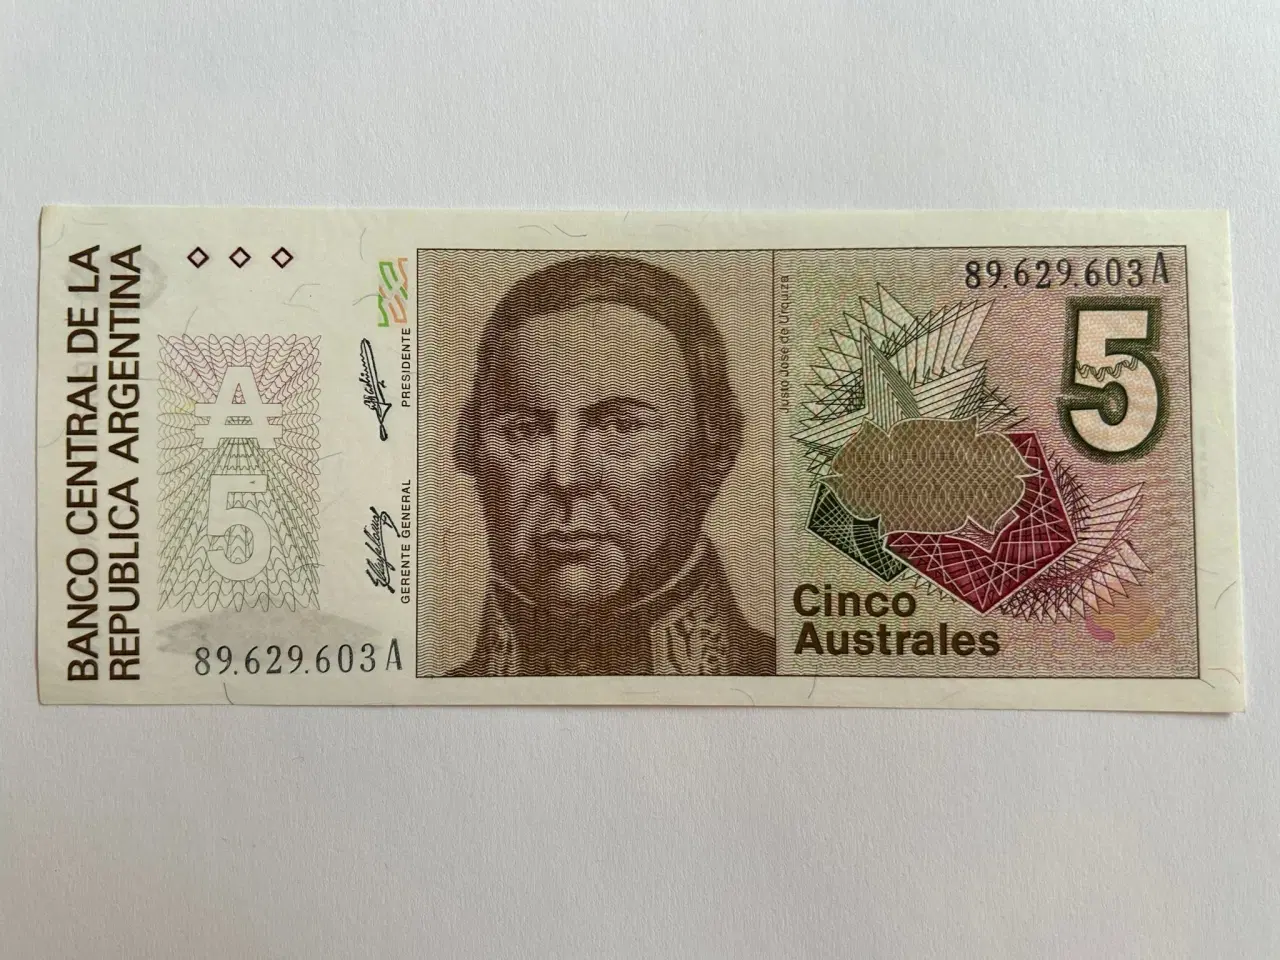 BANCO CENTRAL DE LA
REPUBLICA ARGENTINA
₳
5
89.629.603 A
PRESIDENTE
GERENTE GENERAL
Justo José de Urquiza
89.629.603 A
5
Cinco
Australes